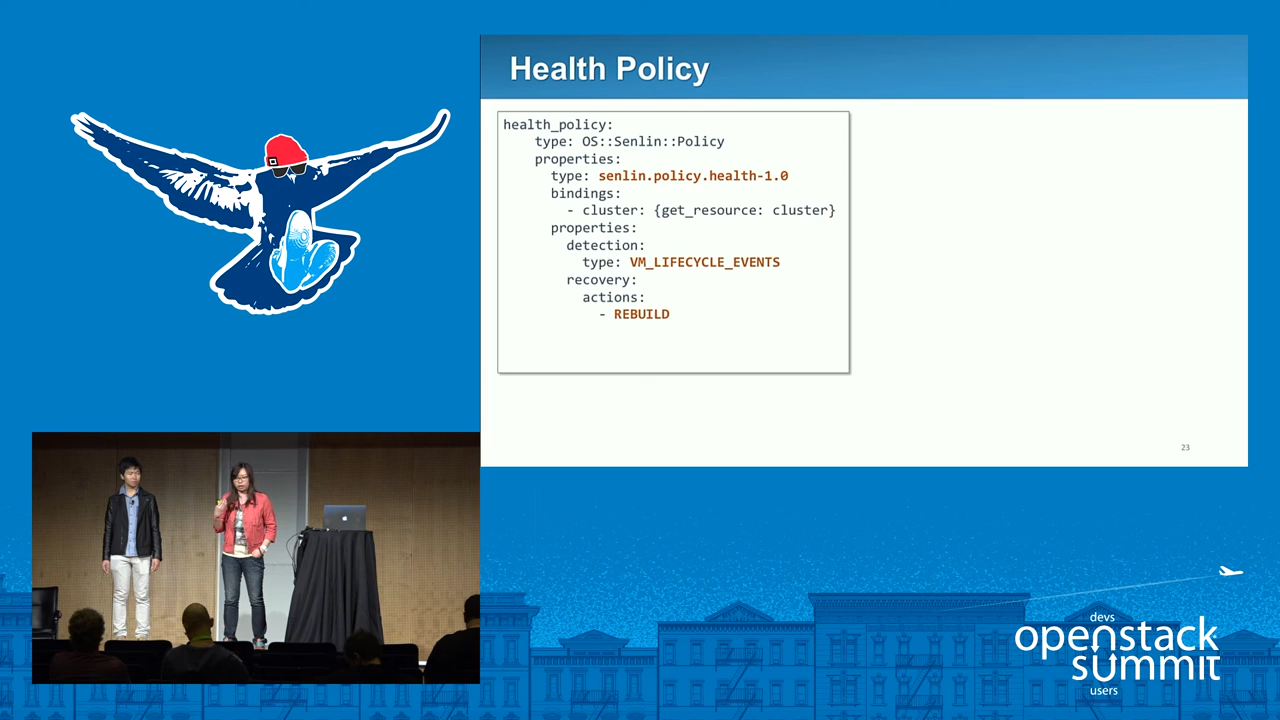 Health Policy
health_policy:
type: OS::Senlin::Policy
properties:
type: senlin.policy.health-1.0
bindings:
- cluster: {get_resource: cluster}
properties:
detection:
type: VM_LIFECYCLE_EVENTS
recovery:
actions:
- REBUILD
23
devs
openstack
summit
users